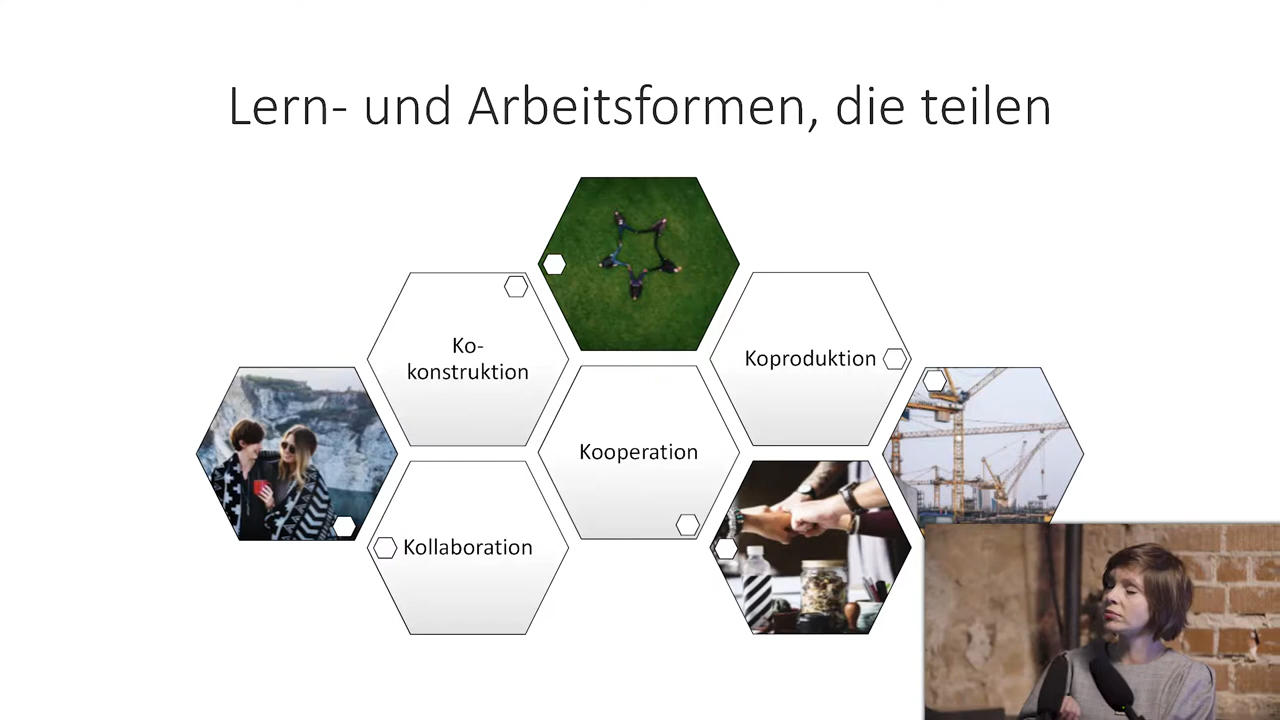 Lern- und Arbeitsformen, die teilen
Ko-
konstruktion
Koproduktion
Kooperation
Kollaboration